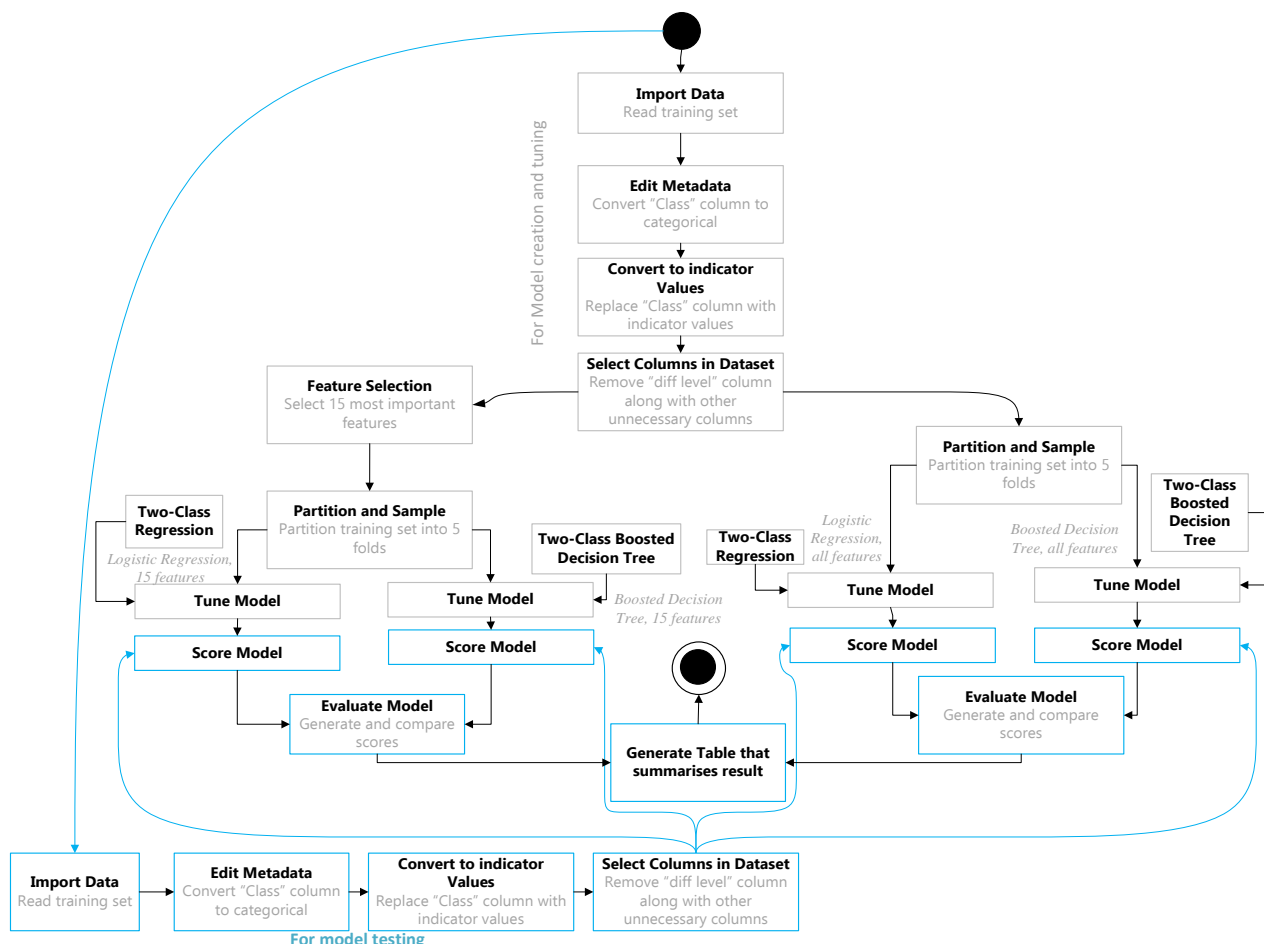 Import Data
Read training set
For Model creation and tuning
Edit Metadata
Convert "Class" column to
categorical
Convert to indicator
Values
Replace "Class" column with
indicator values
Select Columns in Dataset
Remove "diff level" column
along with other
unnecessary columns
Feature Selection
Select 15 most important
features
Partition and Sample
Partition training set into 5
folds
Two-Class
Regression
Logistic Regression,
15 features
Partition and Sample
Partition training set into 5
folds
Two-Class Boosted
Decision Tree
Boosted Decision
Tree, 15 features
Two-Class
Regression
Logistic
Regression,
all features
Boosted Decision
Tree, all features
Two-Class
Boosted
Decision
Tree
Tune Model
Tune Model
Tune Model
Tune Model
Score Model
Score Model
Score Model
Score Model
Evaluate Model
Generate and compare
scores
Generate Table that
summarises result
Evaluate Model
Generate and compare
scores
Import Data
Read training set
Edit Metadata
Convert "Class" column
to categorical
Convert to indicator
Values
Replace "Class" column with
indicator values
Select Columns in Dataset
Remove "diff level" column
along with other
unnecessary columns
For model testing